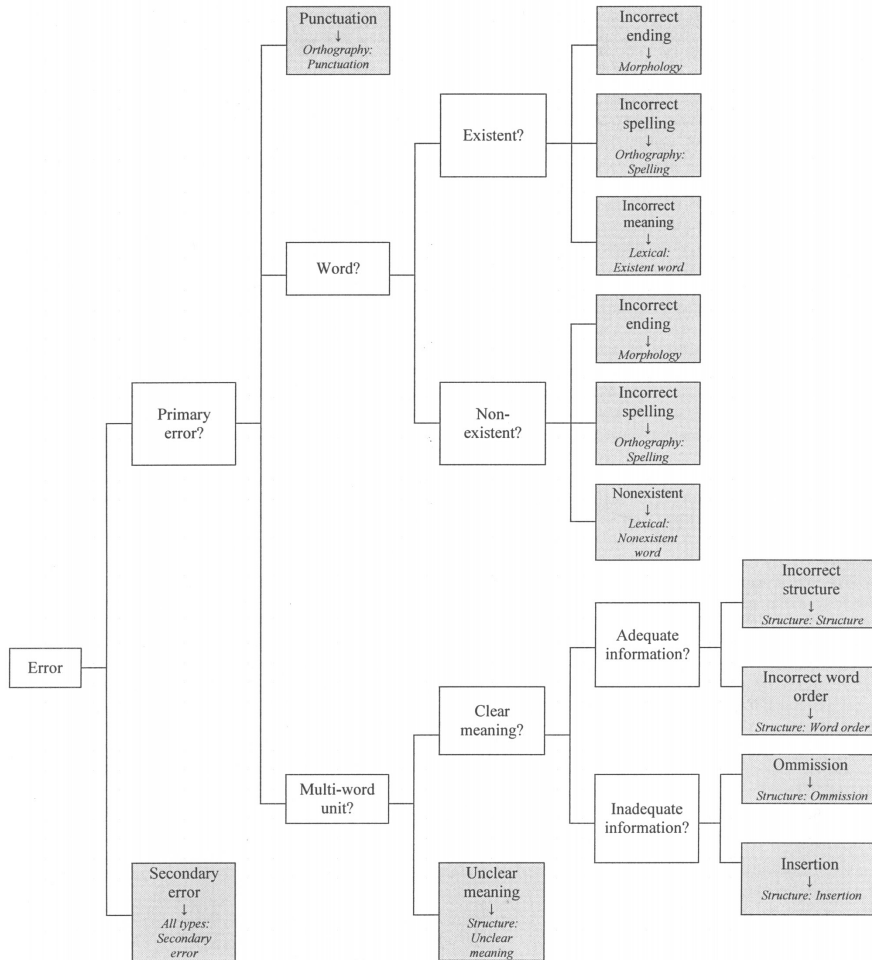 Punctuation
↓
Orthography:
Punctuation
Incorrect
ending
↓
Morphology
Incorrect
spelling
↓
Orthography:
Spelling
Existent?
Incorrect
meaning
↓
Lexical:
Existent word
Word?
Incorrect
ending
↓
Morphology
Primary
error?
Non-
existent?
Incorrect
spelling
↓
Orthography:
Spelling
Nonexistent
↓
Lexical:
Nonexistent
word
Error
Incorrect
structure
↓
Structure: Structure
Adequate
information?
Incorrect word
order
↓
Structure: Word order
Clear
meaning?
Multi-word
unit?
Ommission
↓
Structure: Ommission
Inadequate
information?
Insertion
↓
Structure: Insertion
Secondary
error
↓
All types:
Secondary
error
Unclear
meaning
↓
Structure:
Unclear
meaning